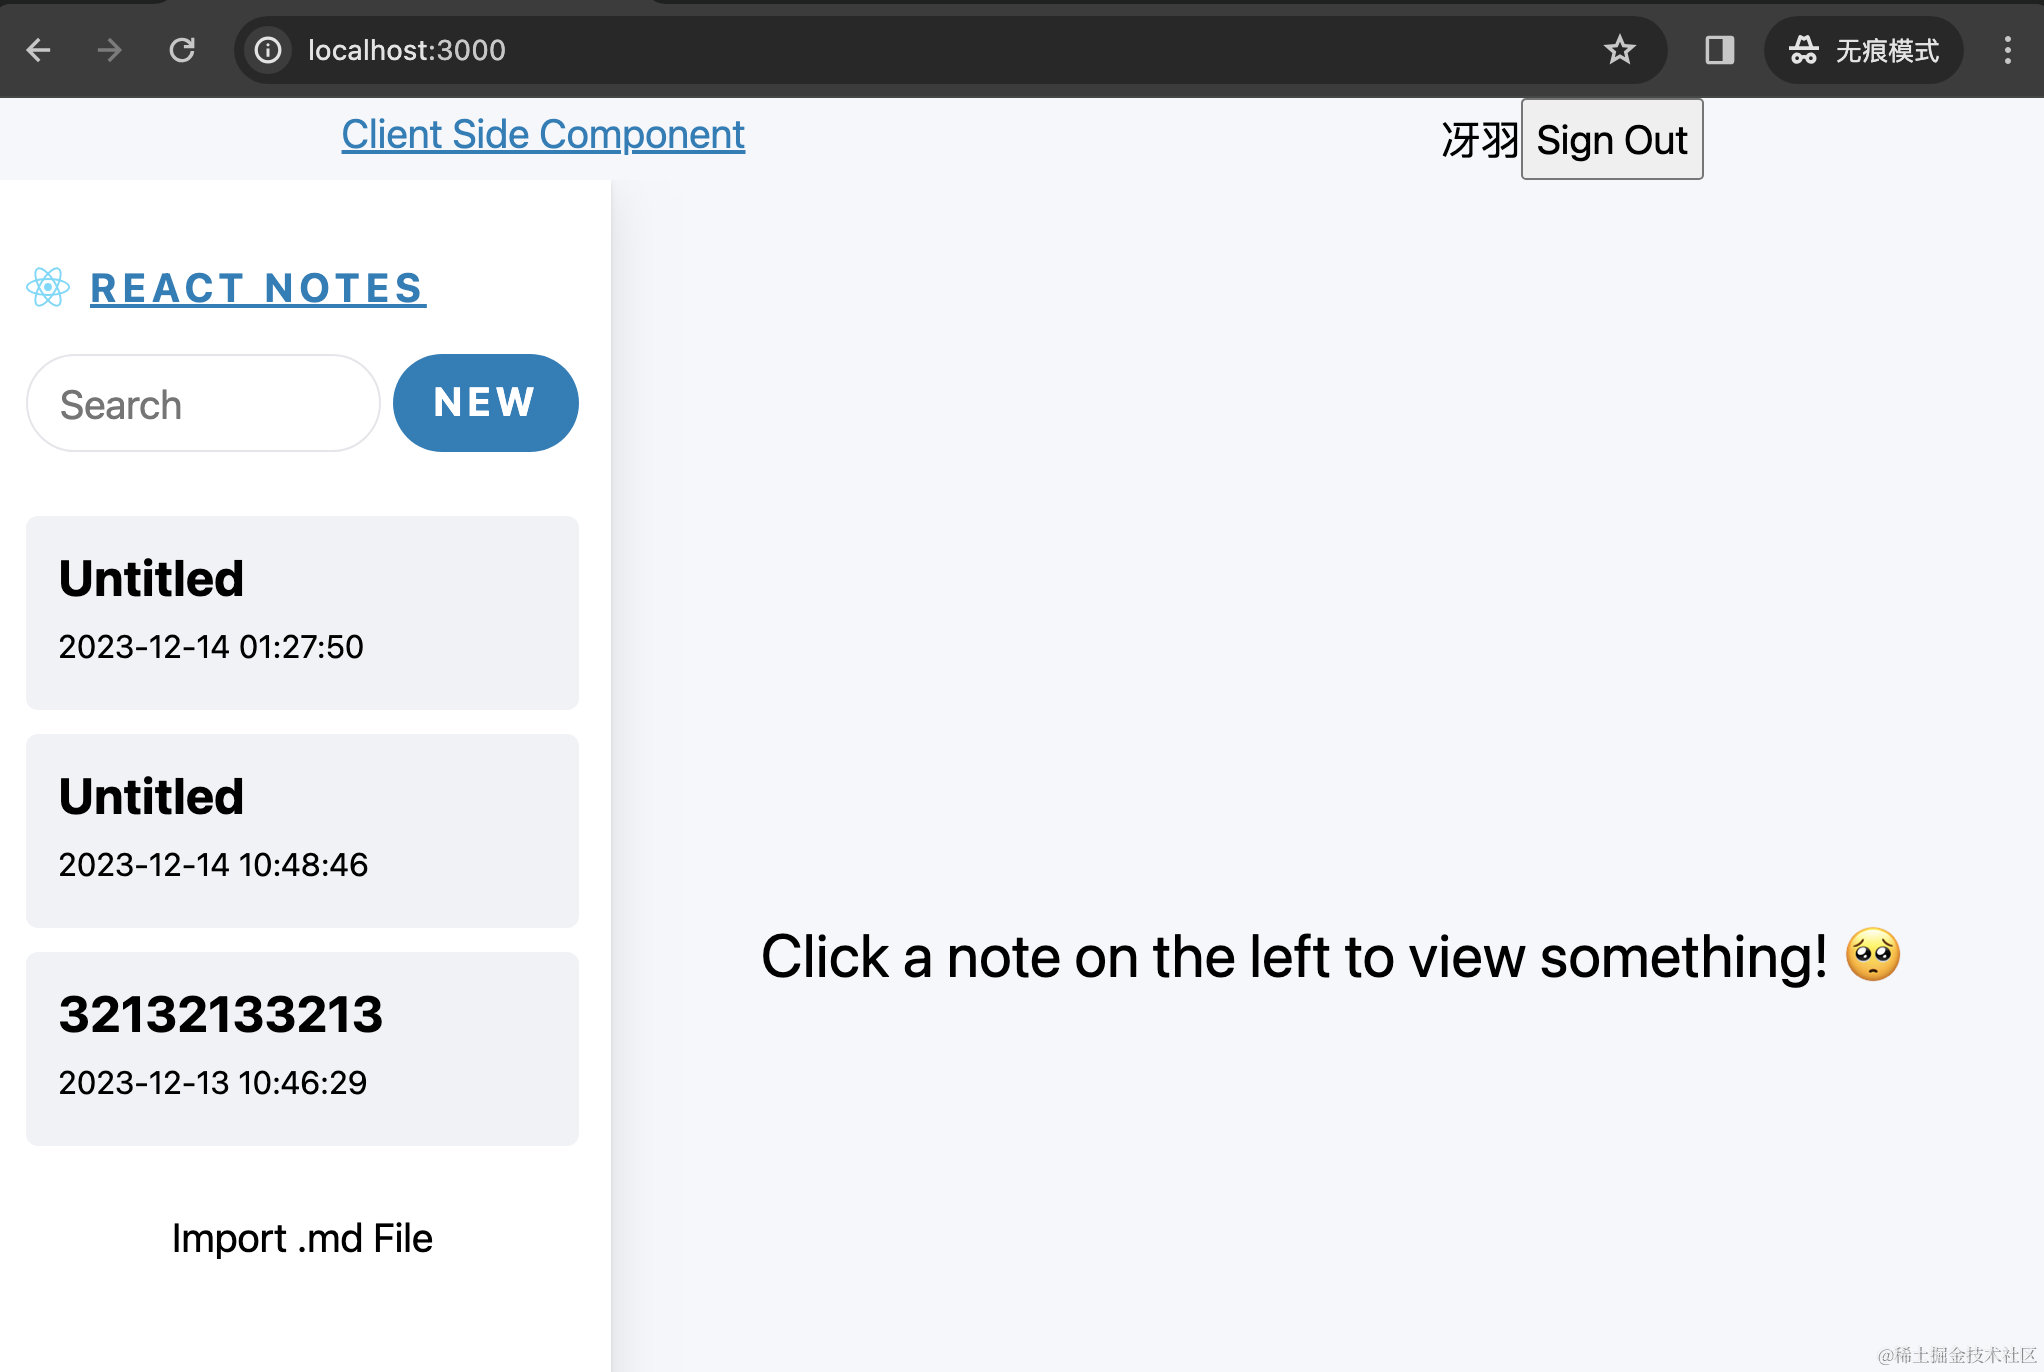 localhost:3000
无痕模式
Client Side Component
冴羽 Sign Out
REACT NOTES
Search
NEW
Untitled
2023-12-14 01:27:50
Untitled
2023-12-14 10:48:46
32132133213
2023-12-13 10:46:29
Import .md File
Click a note on the left to view something! 🥺
@稀土掘金技术社区